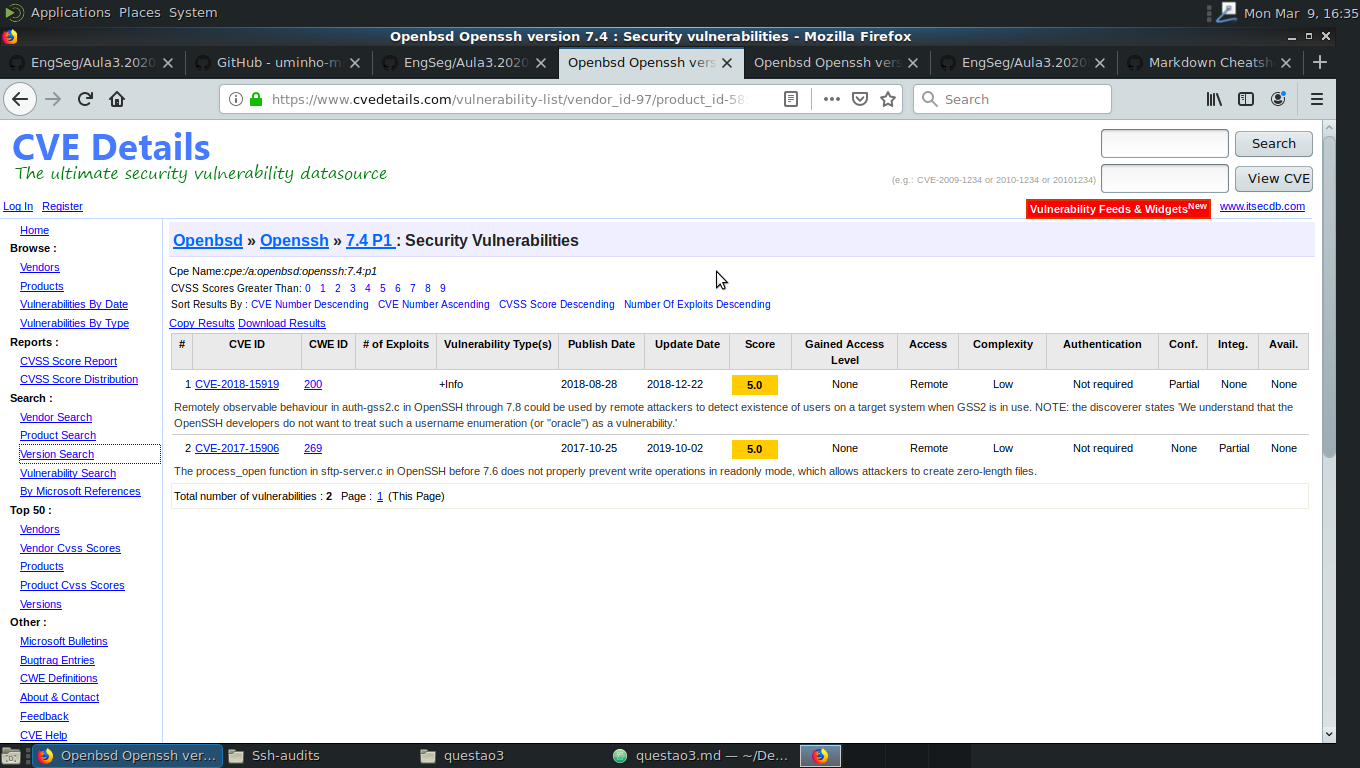 Applications Places System Mon Mar 9, 16:35
Openbsd Openssh version 7.4 : Security vulnerabilities - Mozilla Firefox
EngSeg/Aula3.2020 GitHub - uminho-m EngSeg/Aula3.2020 Openbsd Openssh vers Openbsd Openssh vers EngSeg/Aula3.2020 Markdown Cheatsh
https://www.cvedetails.com/vulnerability-list/vendor_id-97/product_id-58 Search
CVE Details
The ultimate security vulnerability datasource
Search
(e.g.: CVE-2009-1234 or 2010-1234 or 20101234) View CVE
Log In Register
Vulnerability Feeds & Widgets New www.itsecdb.com
Home
Browse :
Vendors
Products
Vulnerabilities By Date
Vulnerabilities By Type
Reports :
CVSS Score Report
CVSS Score Distribution
Search :
Vendor Search
Product Search
Version Search
Vulnerability Search
By Microsoft References
Top 50 :
Vendors
Vendor Cvss Scores
Products
Product Cvss Scores
Versions
Other :
Microsoft Bulletins
Bugtraq Entries
CWE Definitions
About & Contact
Feedback
CVE Help
Openbsd » Openssh » 7.4 P1 : Security Vulnerabilities
Cpe Name:cpe:/a:openbsd:openssh:7.4:p1
CVSS Scores Greater Than: 0 1 2 3 4 5 6 7 8 9
Sort Results By : CVE Number Descending CVE Number Ascending CVSS Score Descending Number Of Exploits Descending
Copy Results Download Results
# CVE ID CWE ID # of Exploits Vulnerability Type(s) Publish Date Update Date Score Gained Access Level Access Complexity Authentication Conf. Integ. Avail.
1 CVE-2018-15919 200 +Info 2018-08-28 2018-12-22 5.0 None Remote Low Not required Partial None None
Remotely observable behaviour in auth-gss2.c in OpenSSH through 7.8 could be used by remote attackers to detect existence of users on a target system when GSS2 is in use. NOTE: the discoverer states 'We understand that the
OpenSSH developers do not want to treat such a username enumeration (or "oracle") as a vulnerability.'
2 CVE-2017-15906 269 2017-10-25 2019-10-02 5.0 None Remote Low Not required None Partial None
The process_open function in sftp-server.c in OpenSSH before 7.6 does not properly prevent write operations in readonly mode, which allows attackers to create zero-length files.
Total number of vulnerabilities : 2 Page : 1 (This Page)
Openbsd Openssh ver... Ssh-audits questao3 questao3.md — ~/De...